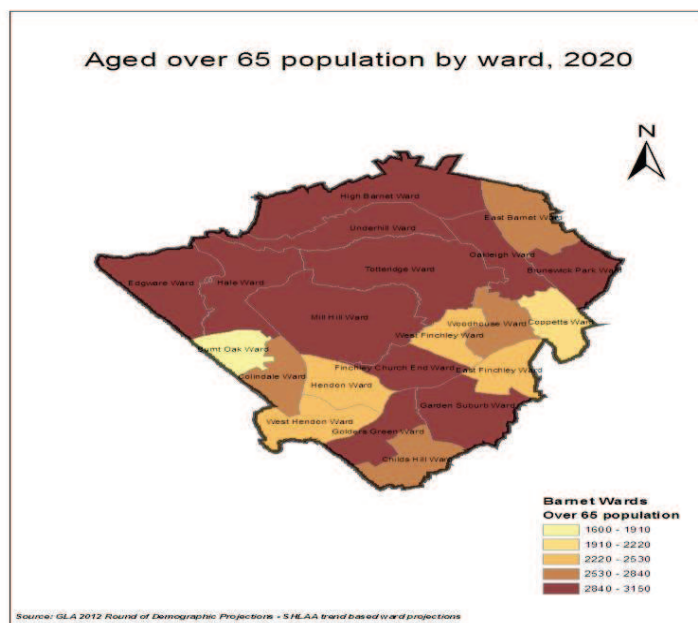 Aged over 65 population by ward, 2020
N
High Barnet Ward
East Barnet Ward
Underhill Ward
Oakleigh Ward
Totteridge Ward
Brunswick Park Ward
Edgware Ward
Hale Ward
Mill Hill Ward
Woodhouse Ward
Coppetts Ward
West Finchley Ward
Burnt Oak Ward
Finchley Church End Ward
East Finchley Ward
Colindale Ward
Hendon Ward
Garden Suburb Ward
West Hendon Ward
Golders Green Ward
Childs Hill Ward
Barnet Wards
Over 65 population
1600 - 1910
1910 - 2220
2220 - 2530
2530 - 2840
2840 - 3150
Source: GLA 2012 Round of Demographic Projections - SHLAA trend based ward projections